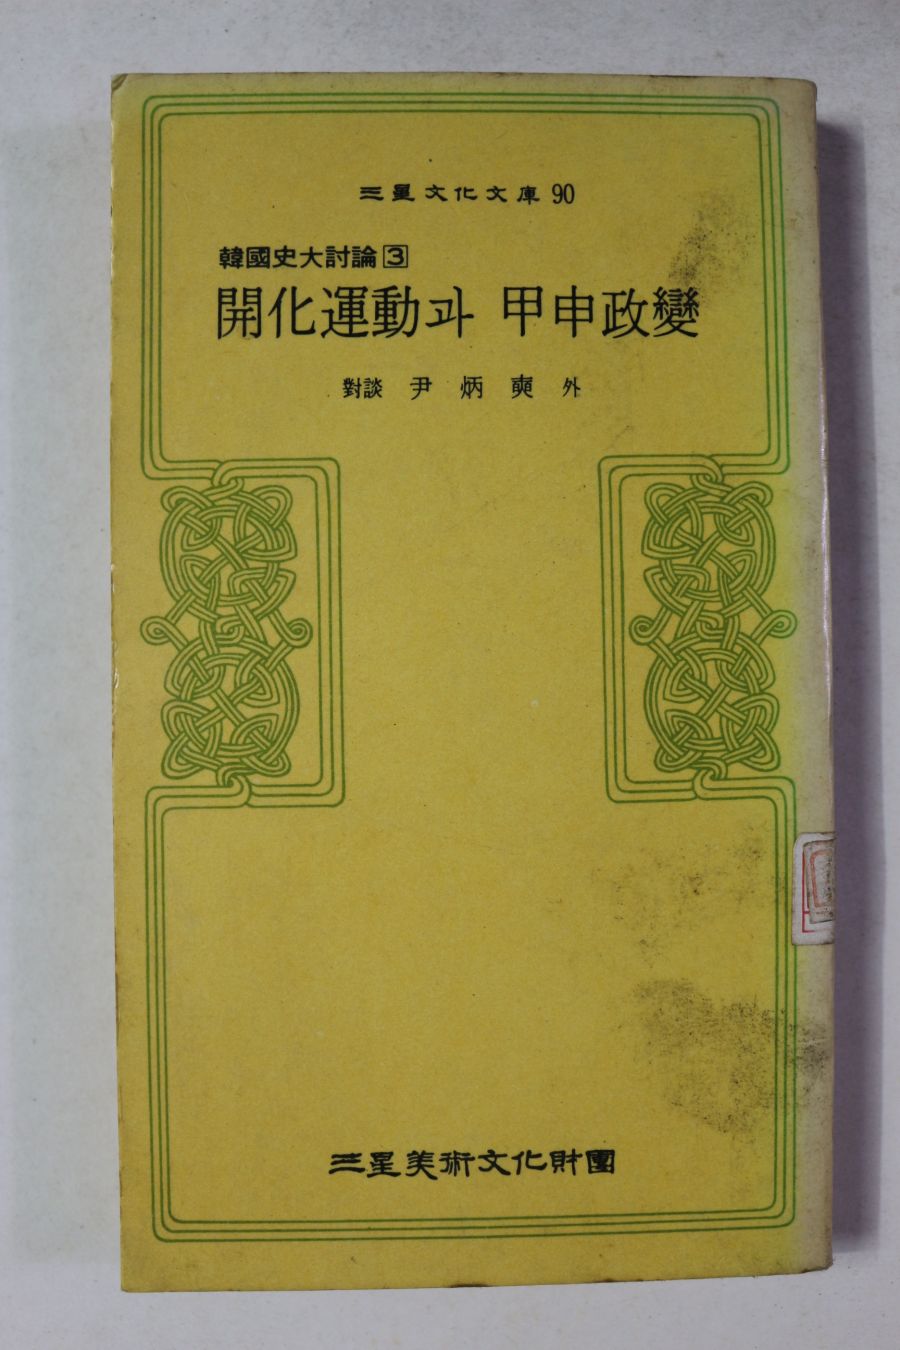 三星文化文庫 90
韓國史大討論 3
開化運動과 甲申政變
對談 尹炳奭 外
三星美術文化財團